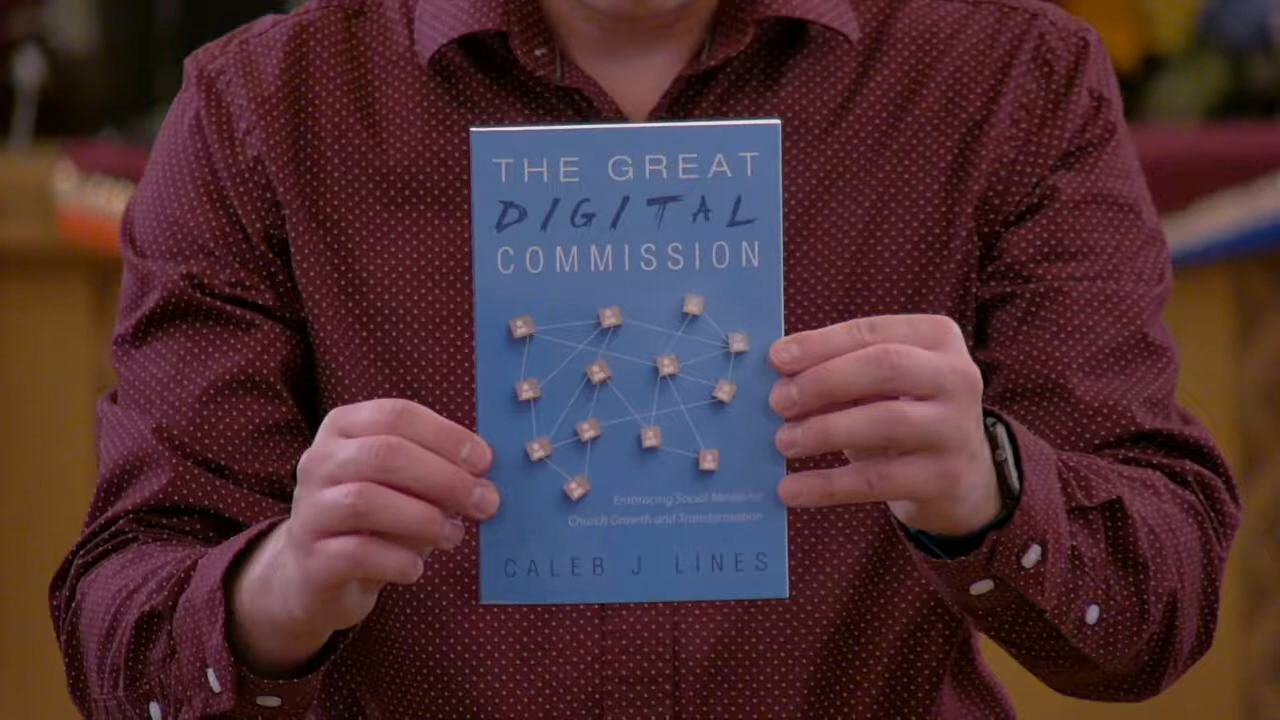 THE GREAT
DIGITAL
COMMISSION
Embracing Social Media for
Church Growth and Transformation
CALEB J LINES